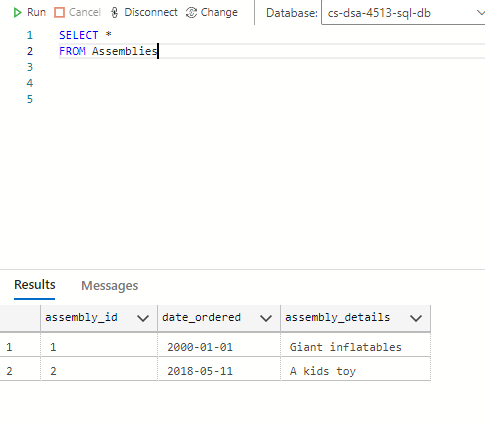 Run Cancel Disconnect Change Database: cs-dsa-4513-sql-db
1 SELECT *
2 FROM Assemblies
3
4
5
Results Messages
assembly_id date_ordered assembly_details
1 1 2000-01-01 Giant inflatables
2 2 2018-05-11 A kids toy